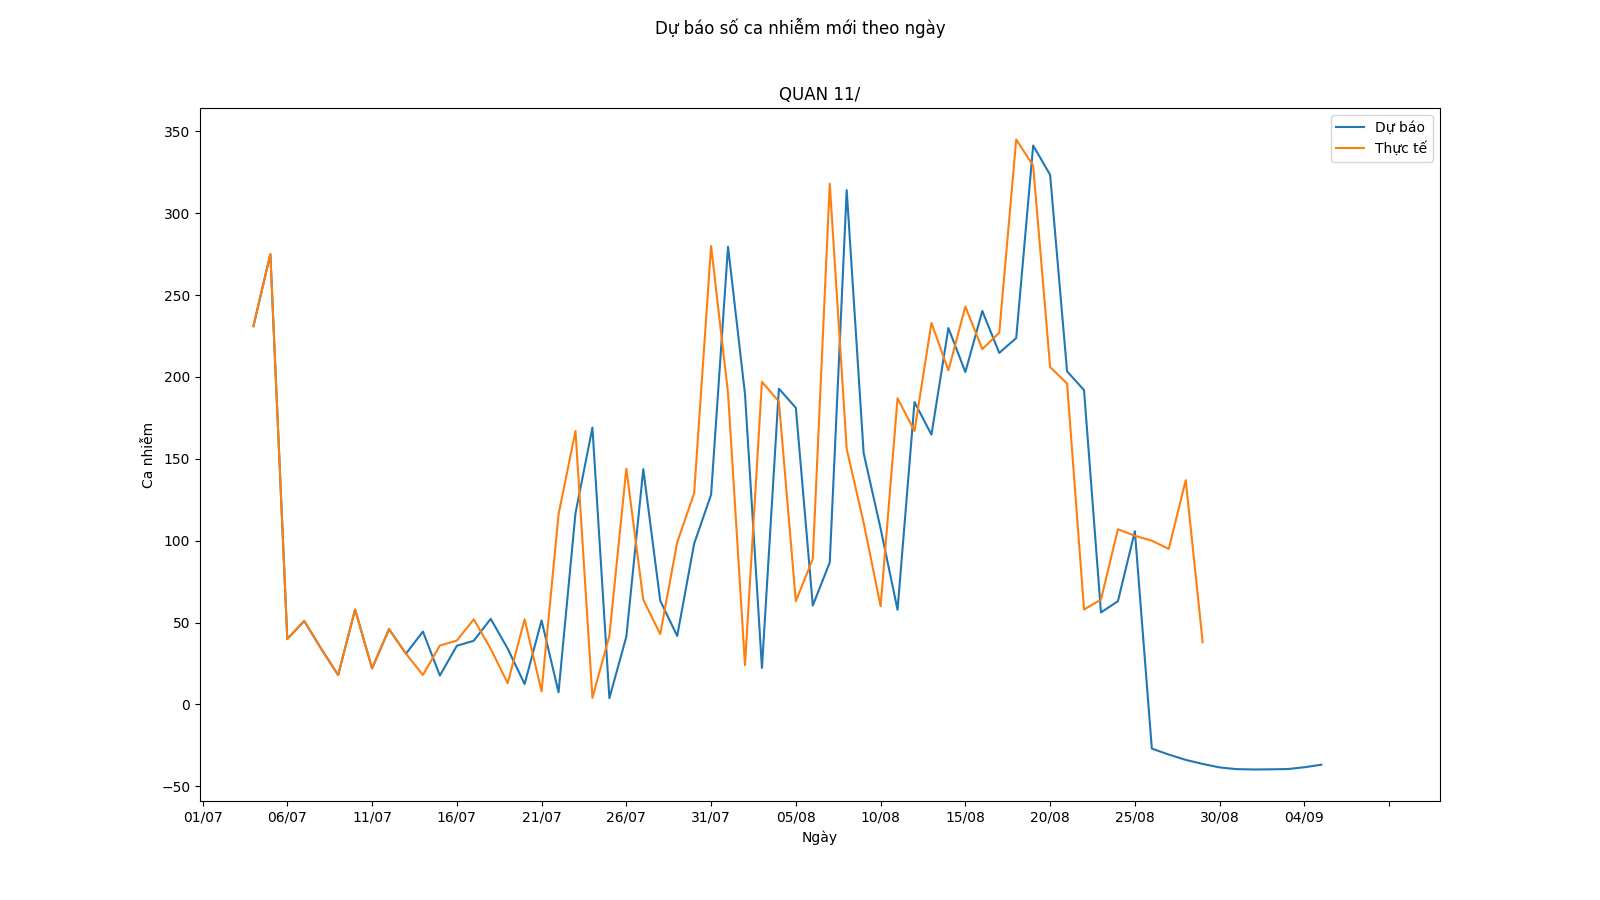 Dự báo số ca nhiễm mới theo ngày
QUAN 11/
Dự báo
Thực tế
350
300
250
200
150
100
50
0
−50
Ca nhiễm
01/07 06/07 11/07 16/07 21/07 26/07 31/07 05/08 10/08 15/08 20/08 25/08 30/08 04/09
Ngày